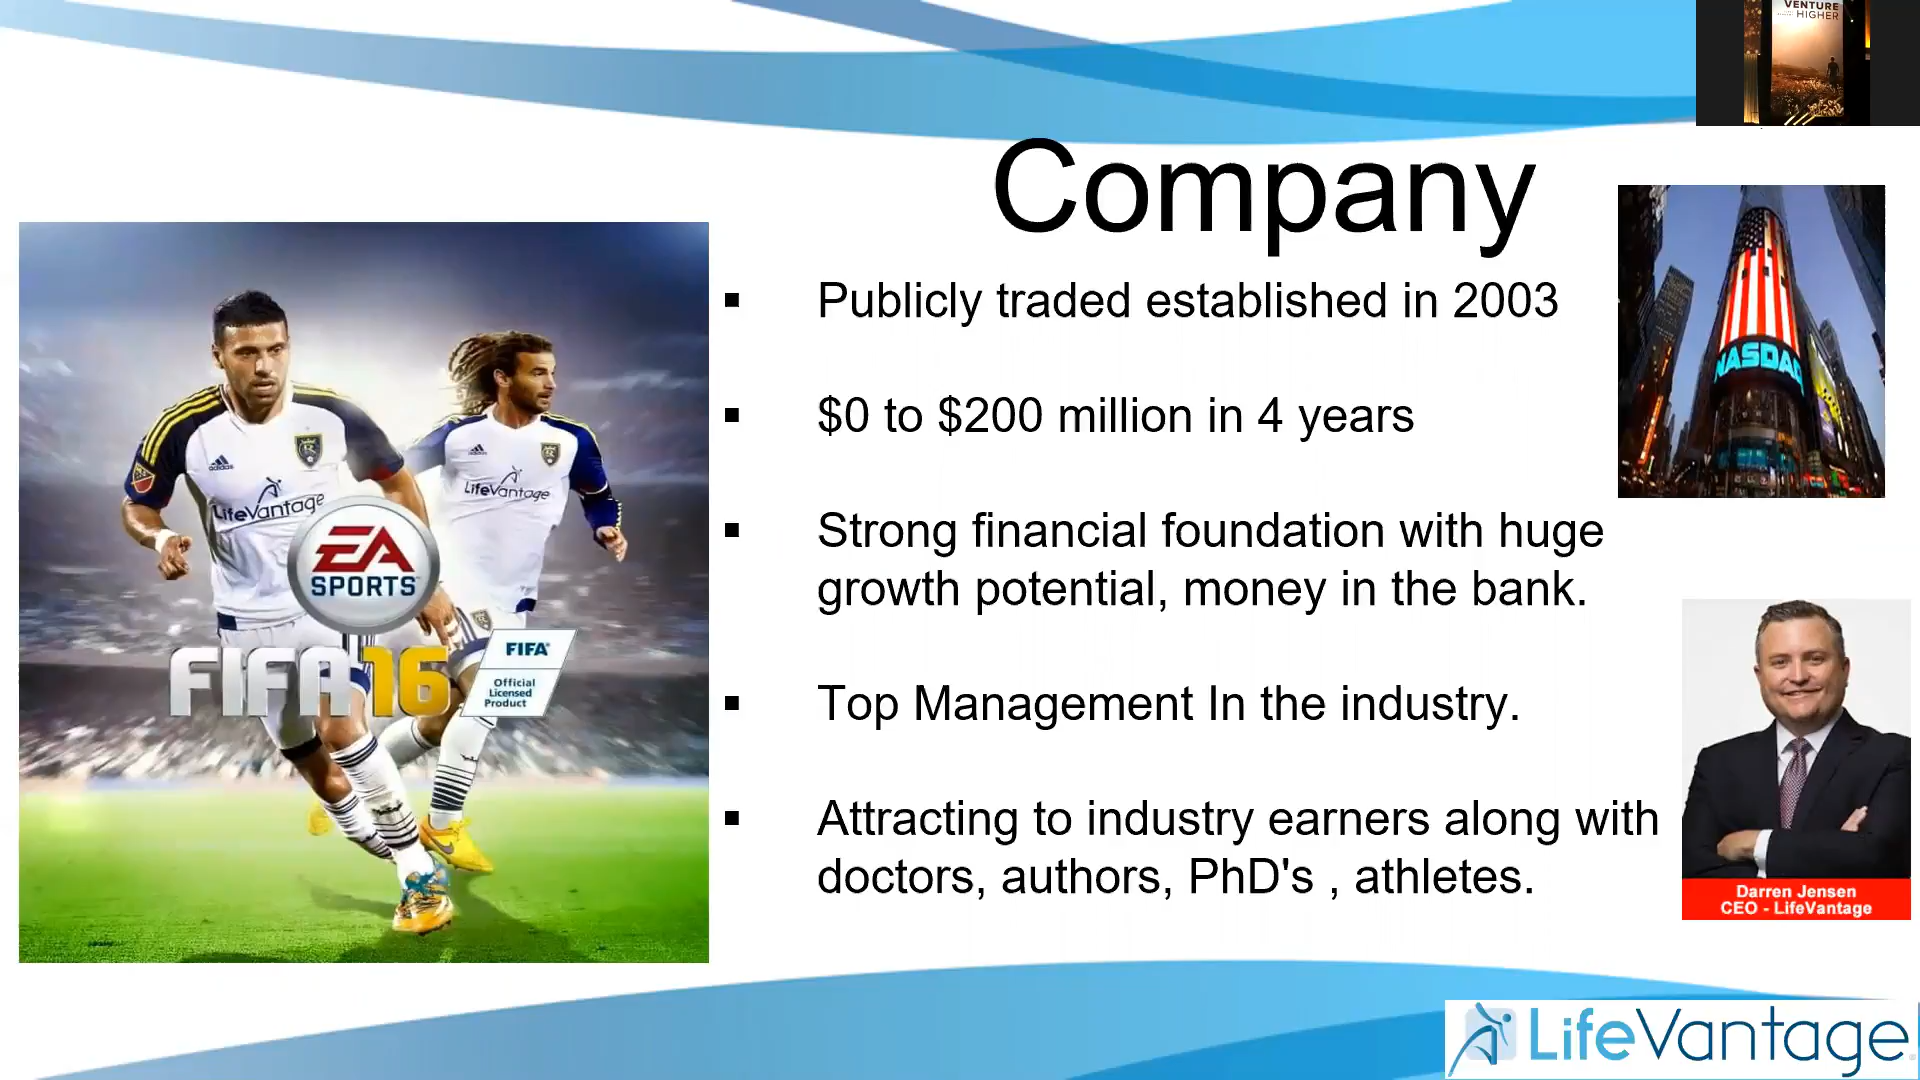 VENTURE
HIGHER
Company
NASDAQ
▪ Publicly traded established in 2003
▪ $0 to $200 million in 4 years
▪ Strong financial foundation with huge
growth potential, money in the bank.
▪ Top Management In the industry.
▪ Attracting to industry earners along with
doctors, authors, PhD's , athletes.
adidas
LifeVantage
adidas
LifeVantage
EA
SPORTS
FIFA 16
FIFA
Official
Licensed
Product
Darren Jensen
CEO - LifeVantage
LifeVantage